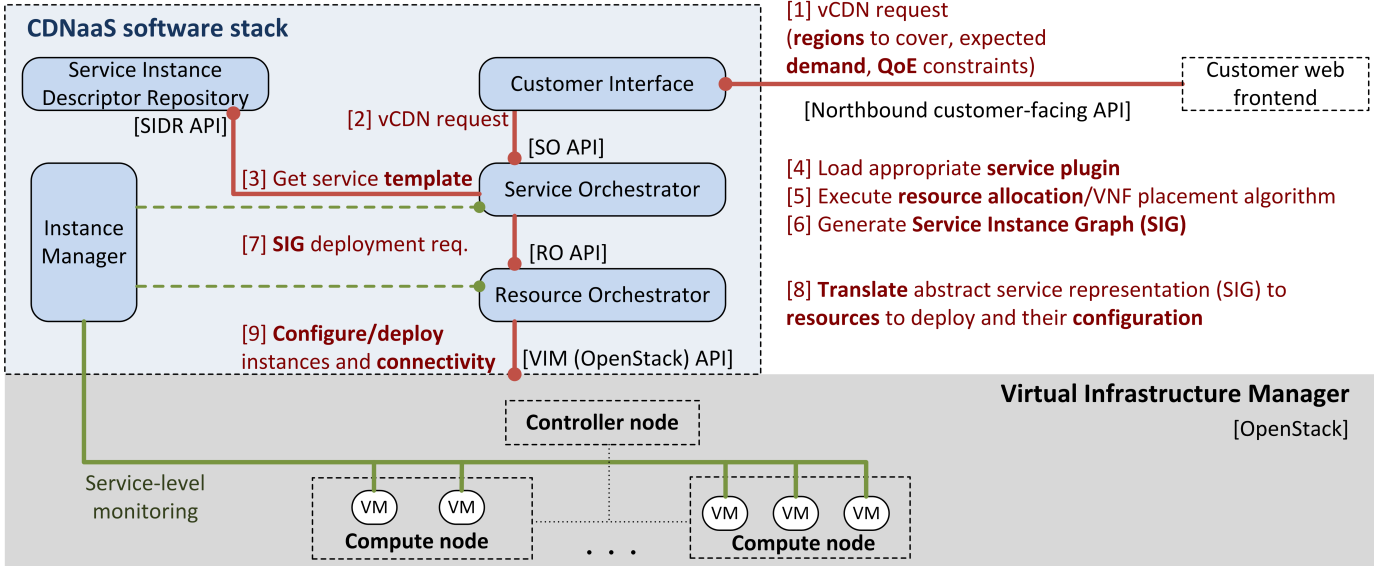 CDNaaS software stack
[1] vCDN request
(regions to cover, expected
demand, QoE constraints)
Service Instance
Descriptor Repository
Customer Interface
Customer web
frontend
[SIDR API]
[2] vCDN request
[Northbound customer-facing API]
[SO API]
[3] Get service template
Service Orchestrator
[4] Load appropriate service plugin
[5] Execute resource allocation/VNF placement algorithm
[6] Generate Service Instance Graph (SIG)
Instance
Manager
[7] SIG deployment req.
[RO API]
Resource Orchestrator
[8] Translate abstract service representation (SIG) to
resources to deploy and their configuration
[9] Configure/deploy
instances and connectivity
[VIM (OpenStack) API]
Virtual Infrastructure Manager
[OpenStack]
Controller node
Service-level
monitoring
VM
VM
Compute node
. . .
VM
VM
VM
Compute node